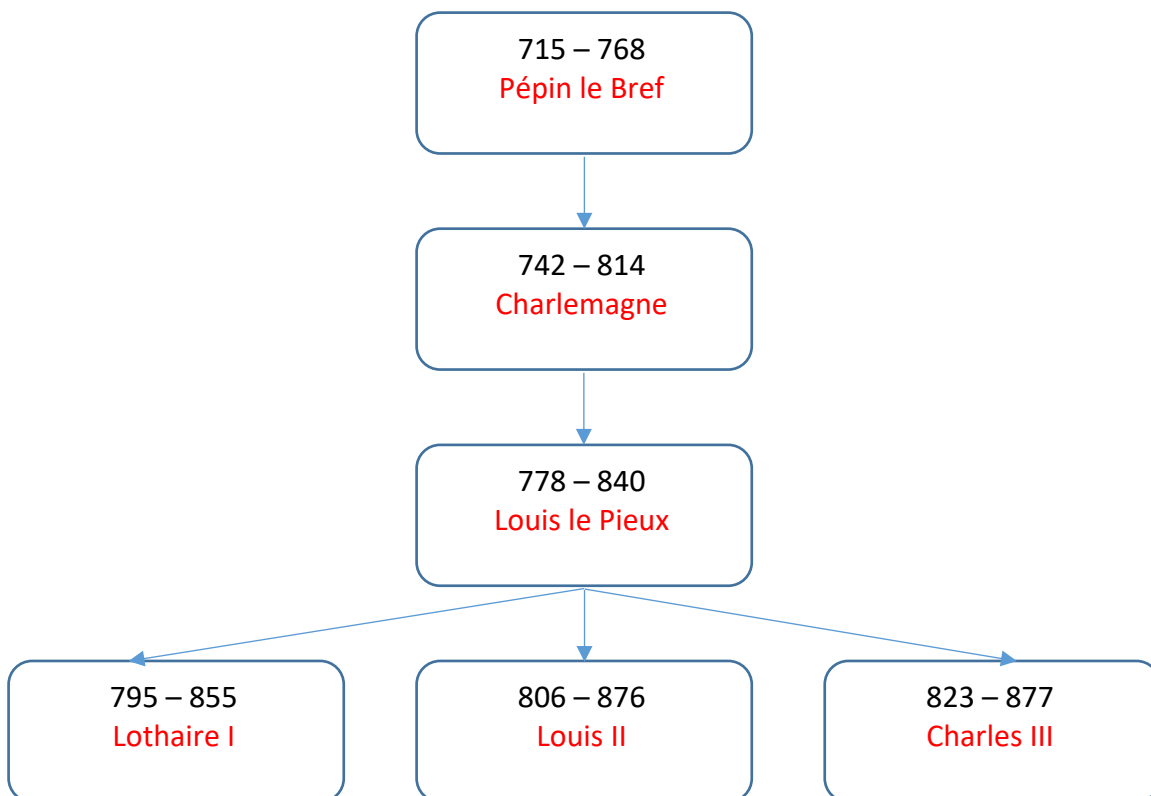 715 – 768
Pépin le Bref
742 – 814
Charlemagne
778 – 840
Louis le Pieux
795 – 855
Lothaire I
806 – 876
Louis II
823 – 877
Charles III